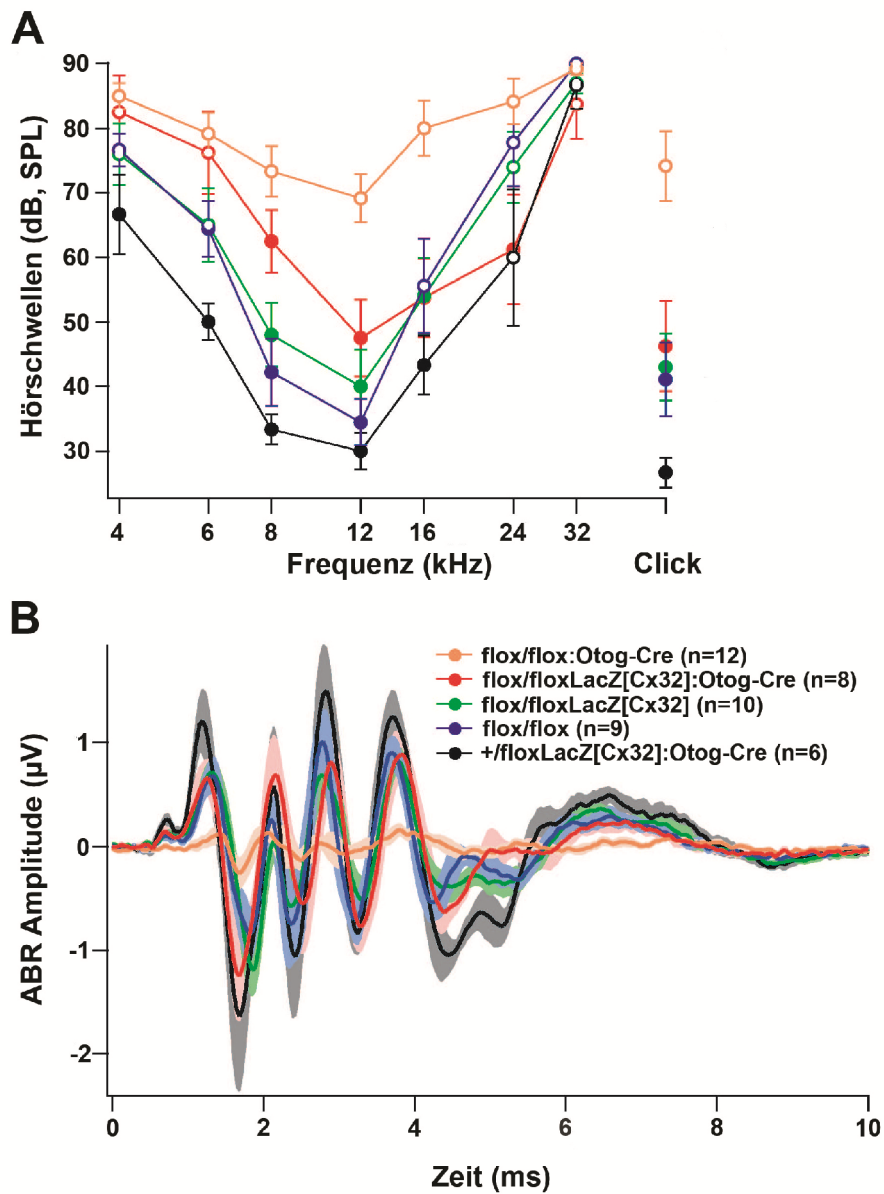 A
Hörschwellen (dB, SPL)
90
80
70
60
50
40
30
4 6 8 12 16 24 32
Frequenz (kHz) Click
B
flox/flox:Otog-Cre (n=12)
flox/floxLacZ[Cx32]:Otog-Cre (n=8)
flox/floxLacZ[Cx32] (n=10)
flox/flox (n=9)
+/floxLacZ[Cx32]:Otog-Cre (n=6)
ABR Amplitude (µV)
1
0
-1
-2
0 2 4 6 8 10
Zeit (ms)